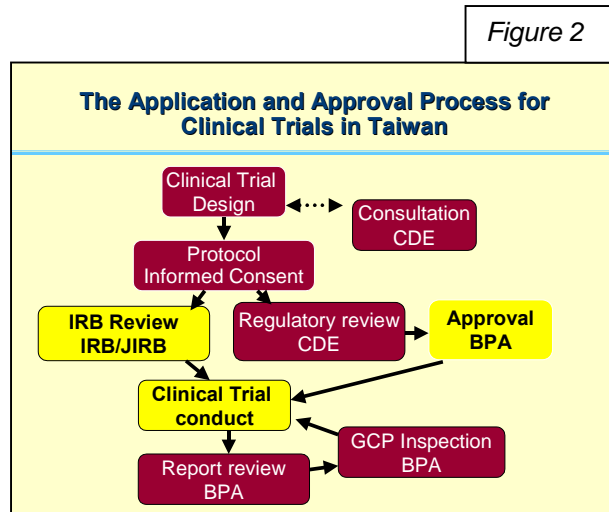 Figure 2
The Application and Approval Process for
Clinical Trials in Taiwan
Clinical Trial
Design
Consultation
CDE
Protocol
Informed Consent
IRB Review
IRB/JIRB
Regulatory review
CDE
Approval
BPA
Clinical Trial
conduct
GCP Inspection
BPA
Report review
BPA